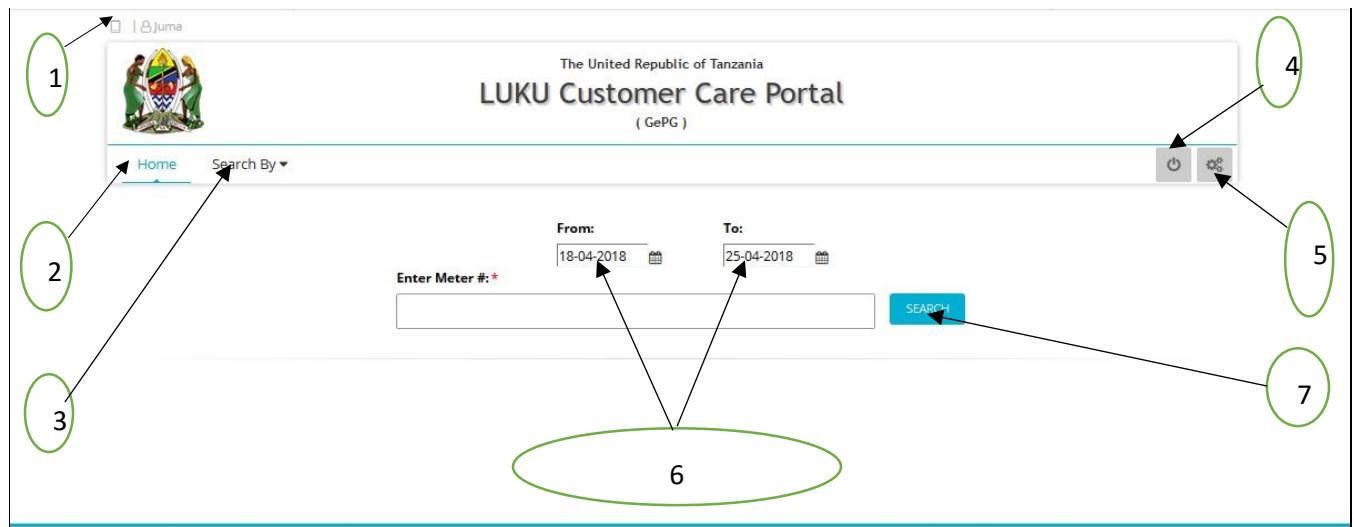 | Juma
1
The United Republic of Tanzania
4
LUKU Customer Care Portal
( GePG )
Home Search By
From: To:
2
18-04-2018 25-04-2018
5
Enter Meter #:*
SEARCH
3
7
6